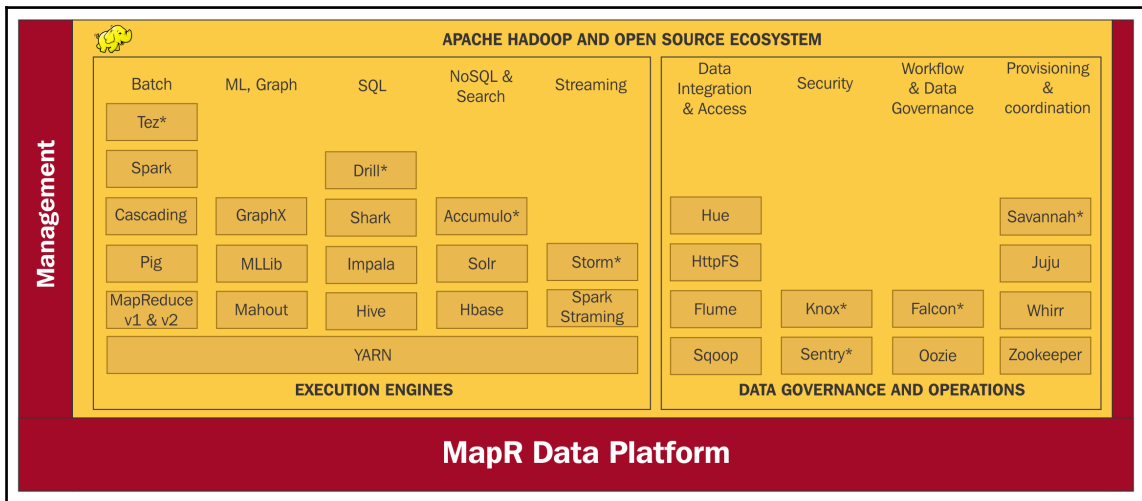 APACHE HADOOP AND OPEN SOURCE ECOSYSTEM
Management
Batch
Tez*
Spark
Cascading
Pig
MapReduce
v1 & v2
ML, Graph
GraphX
MLLib
Mahout
SQL
Drill*
Shark
Impala
Hive
NoSQL &
Search
Accumulo*
Solr
Hbase
Streaming
Storm*
Spark
Straming
YARN
EXECUTION ENGINES
Data
Integration
& Access
Hue
HttpFS
Flume
Sqoop
Security
Knox*
Sentry*
Workflow
& Data
Governance
Falcon*
Oozie
Provisioning
&
coordination
Savannah*
Juju
Whirr
Zookeeper
DATA GOVERNANCE AND OPERATIONS
MapR Data Platform